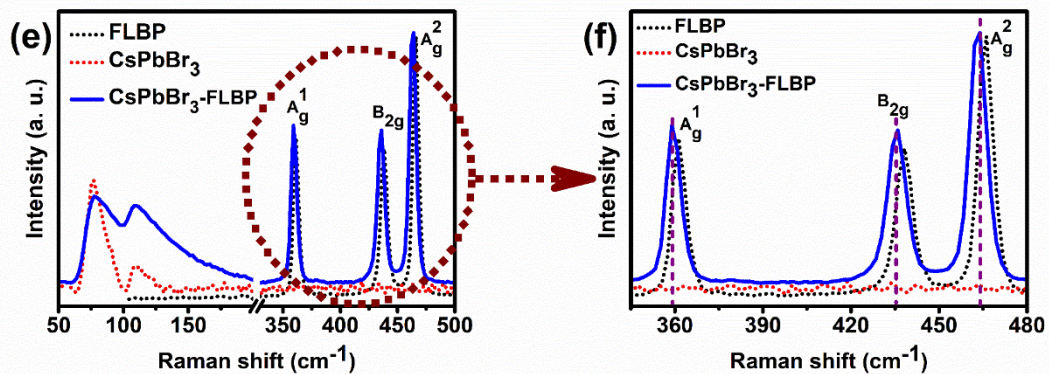 (e)
FLBP
CsPbBr3
CsPbBr3-FLBP
A1g
B2g
A2g
Intensity (a. u.)
50 100 150 350 400 450 500
Raman shift (cm-1)
(f)
FLBP
CsPbBr3
CsPbBr3-FLBP
A1g
B2g
A2g
Intensity (a. u.)
360 390 420 450 480
Raman shift (cm-1)